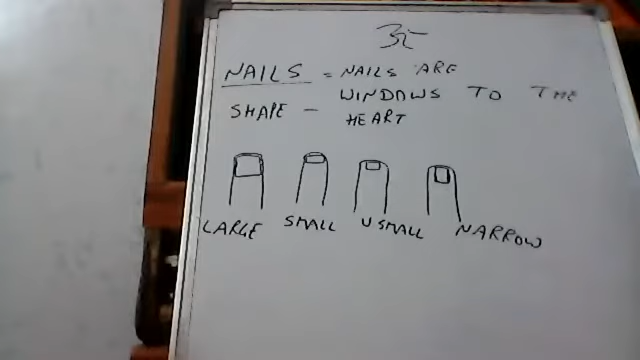 NAILS = NAILS ARE
WINDOWS TO THE
SHAPE - HEART
LARGE SMALL U SMALL NARROW